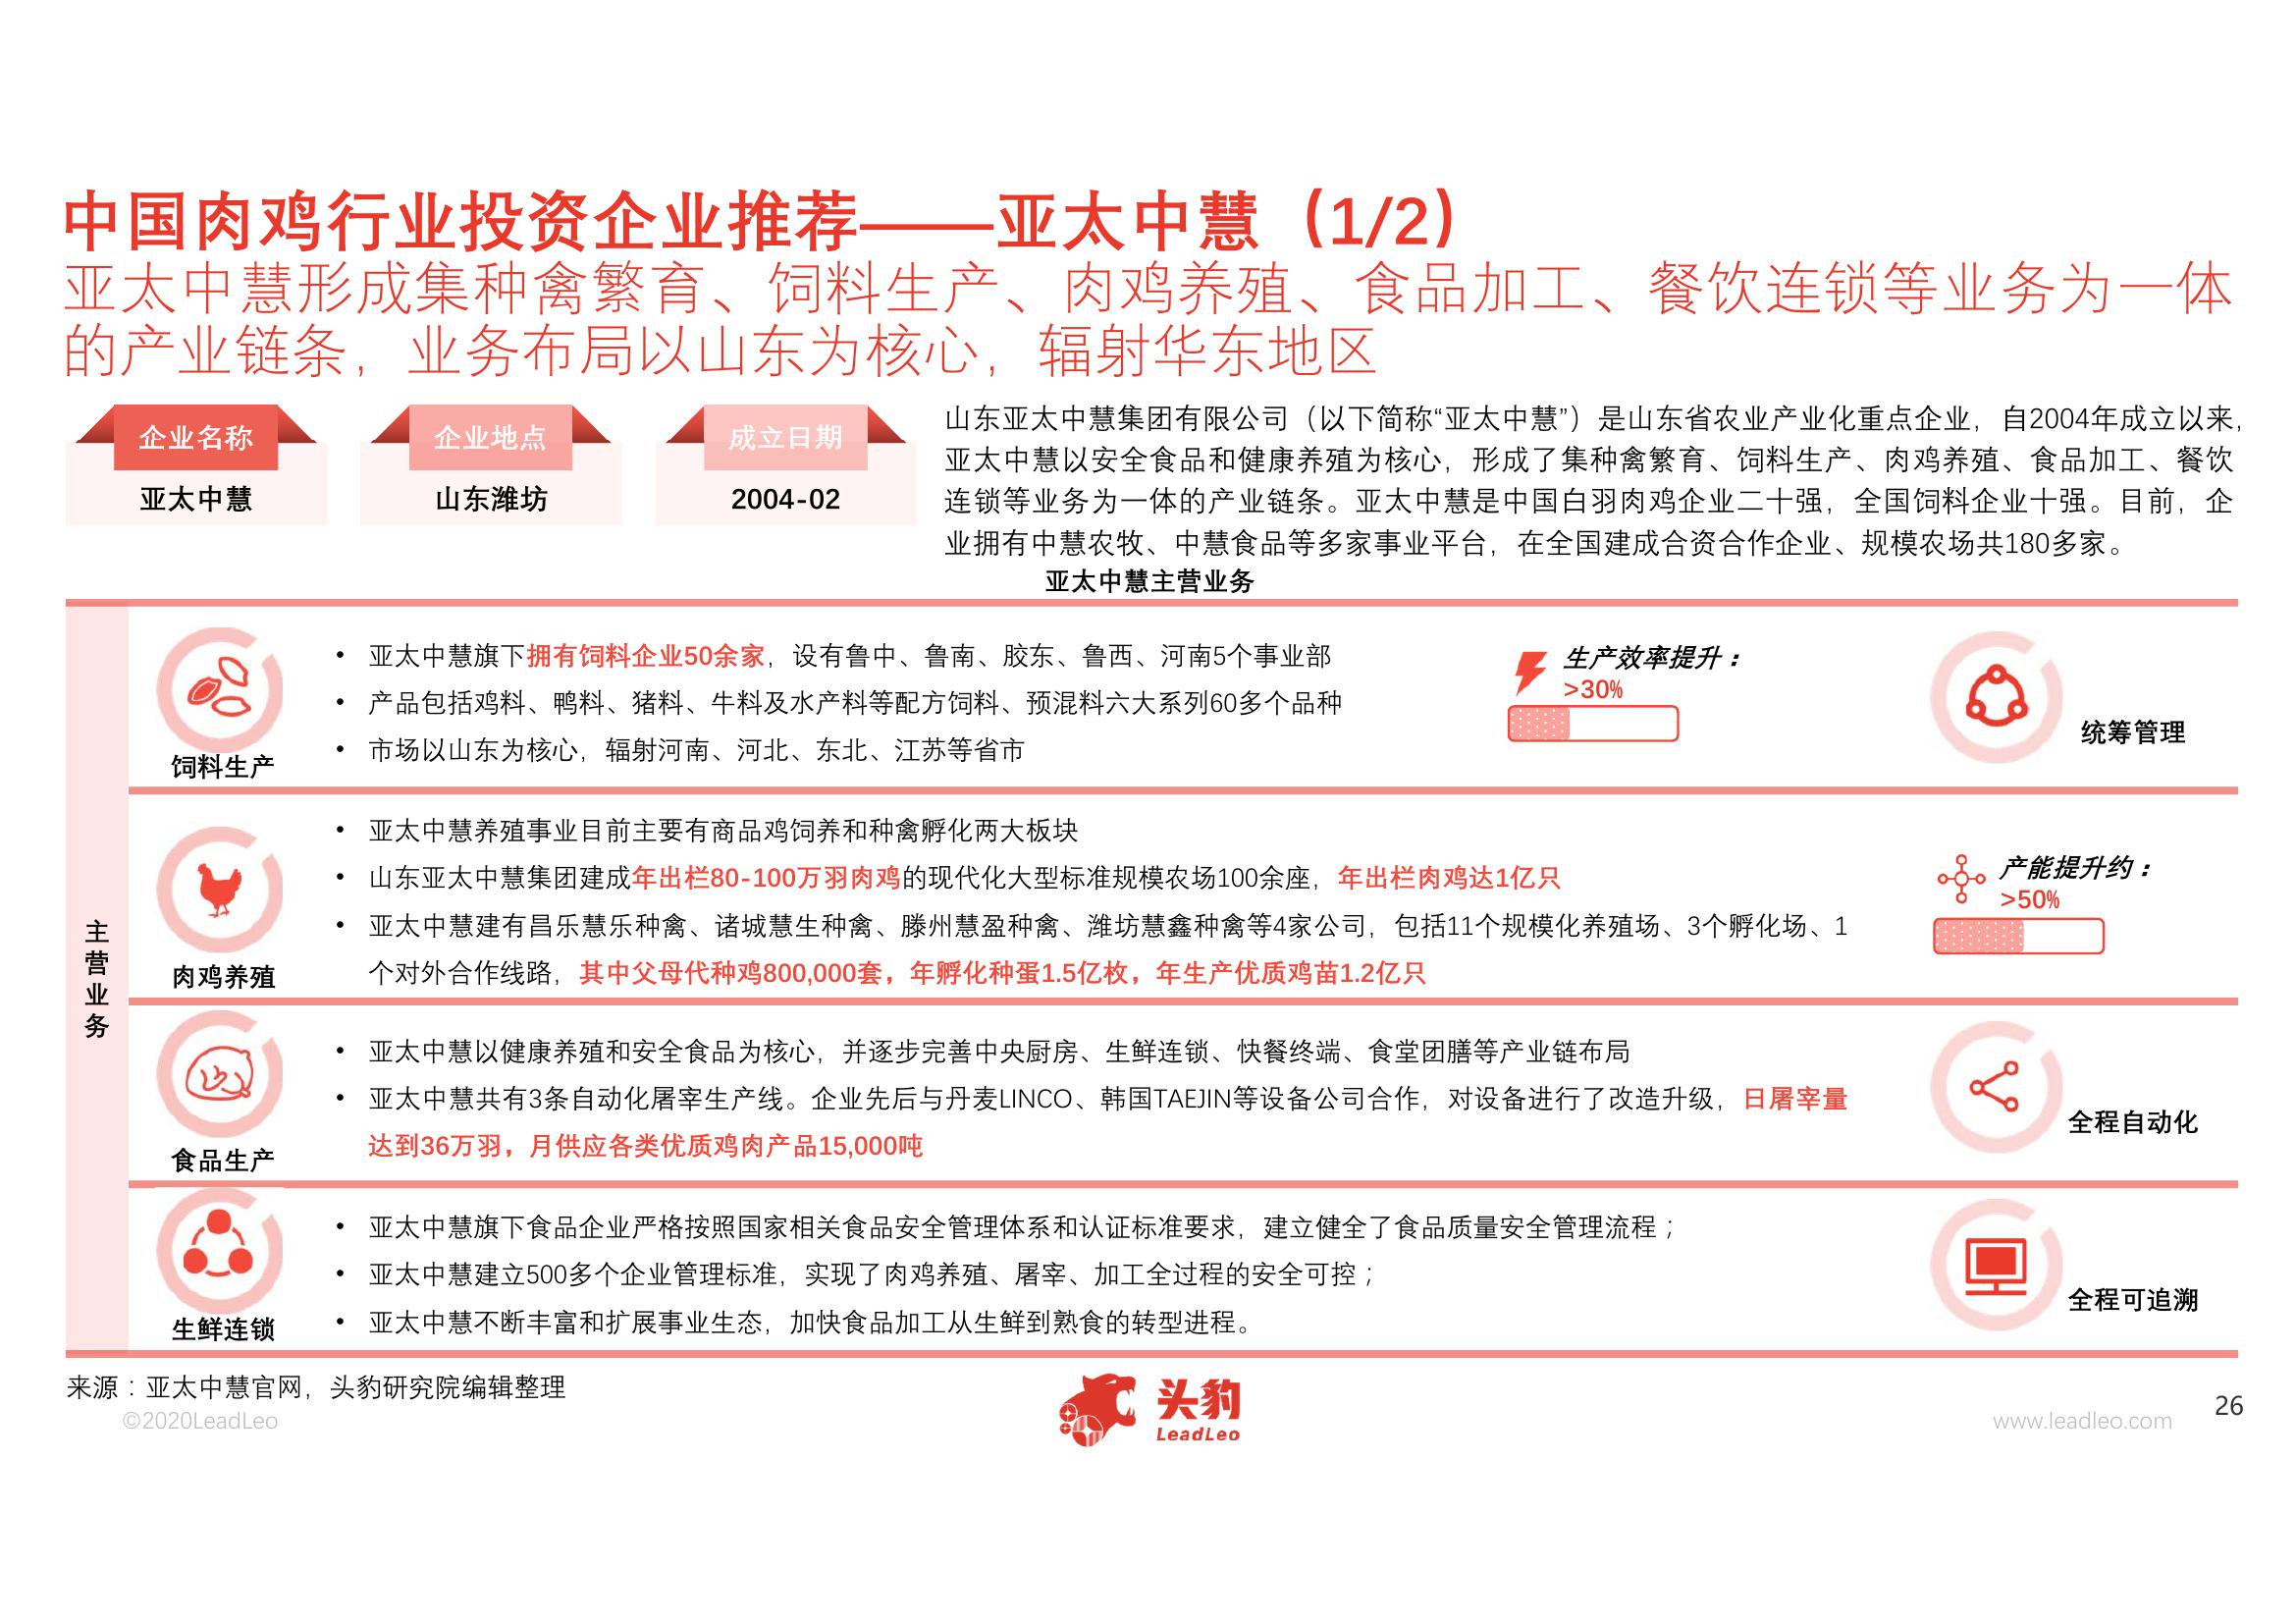 中国肉鸡行业投资企业推荐——亚太中慧（1/2）
亚太中慧形成集种禽繁育、饲料生产、肉鸡养殖、食品加工、餐饮连锁等业务为一体
的产业链条，业务布局以山东为核心，辐射华东地区
企业名称
亚太中慧
企业地点
山东潍坊
成立日期
2004-02
山东亚太中慧集团有限公司（以下简称“亚太中慧”）是山东省农业产业化重点企业，自2004年成立以来，
亚太中慧以安全食品和健康养殖为核心，形成了集种禽繁育、饲料生产、肉鸡养殖、食品加工、餐饮
连锁等业务为一体的产业链条。亚太中慧是中国白羽肉鸡企业二十强，全国饲料企业十强。目前，企
业拥有中慧农牧、中慧食品等多家事业平台，在全国建成合资合作企业、规模农场共180多家。
亚太中慧主营业务
主营业务
饲料生产
• 亚太中慧旗下拥有饲料企业50余家，设有鲁中、鲁南、胶东、鲁西、河南5个事业部
• 产品包括鸡料、鸭料、猪料、牛料及水产料等配方饲料、预混料六大系列60多个品种
• 市场以山东为核心，辐射河南、河北、东北、江苏等省市
生产效率提升：
>30%
统筹管理
肉鸡养殖
• 亚太中慧养殖事业目前主要有商品鸡饲养和种禽孵化两大板块
• 山东亚太中慧集团建成年出栏80-100万羽肉鸡的现代化大型标准规模农场100余座，年出栏肉鸡达1亿只
• 亚太中慧建有昌乐慧乐种禽、诸城慧生种禽、滕州慧盈种禽、潍坊慧鑫种禽等4家公司，包括11个规模化养殖场、3个孵化场、1
个对外合作线路，其中父母代种鸡800,000套，年孵化种蛋1.5亿枚，年生产优质鸡苗1.2亿只
产能提升约：
>50%
食品生产
• 亚太中慧以健康养殖和安全食品为核心，并逐步完善中央厨房、生鲜连锁、快餐终端、食堂团膳等产业链布局
• 亚太中慧共有3条自动化屠宰生产线。企业先后与丹麦LINCO、韩国TAEJIN等设备公司合作，对设备进行了改造升级，日屠宰量
达到36万羽，月供应各类优质鸡肉产品15,000吨
全程自动化
生鲜连锁
• 亚太中慧旗下食品企业严格按照国家相关食品安全管理体系和认证标准要求，建立健全了食品质量安全管理流程；
• 亚太中慧建立500多个企业管理标准，实现了肉鸡养殖、屠宰、加工全过程的安全可控；
• 亚太中慧不断丰富和扩展事业生态，加快食品加工从生鲜到熟食的转型进程。
全程可追溯
来源：亚太中慧官网，头豹研究院编辑整理
©2020LeadLeo
头豹
LeadLeo
www.leadleo.com
26